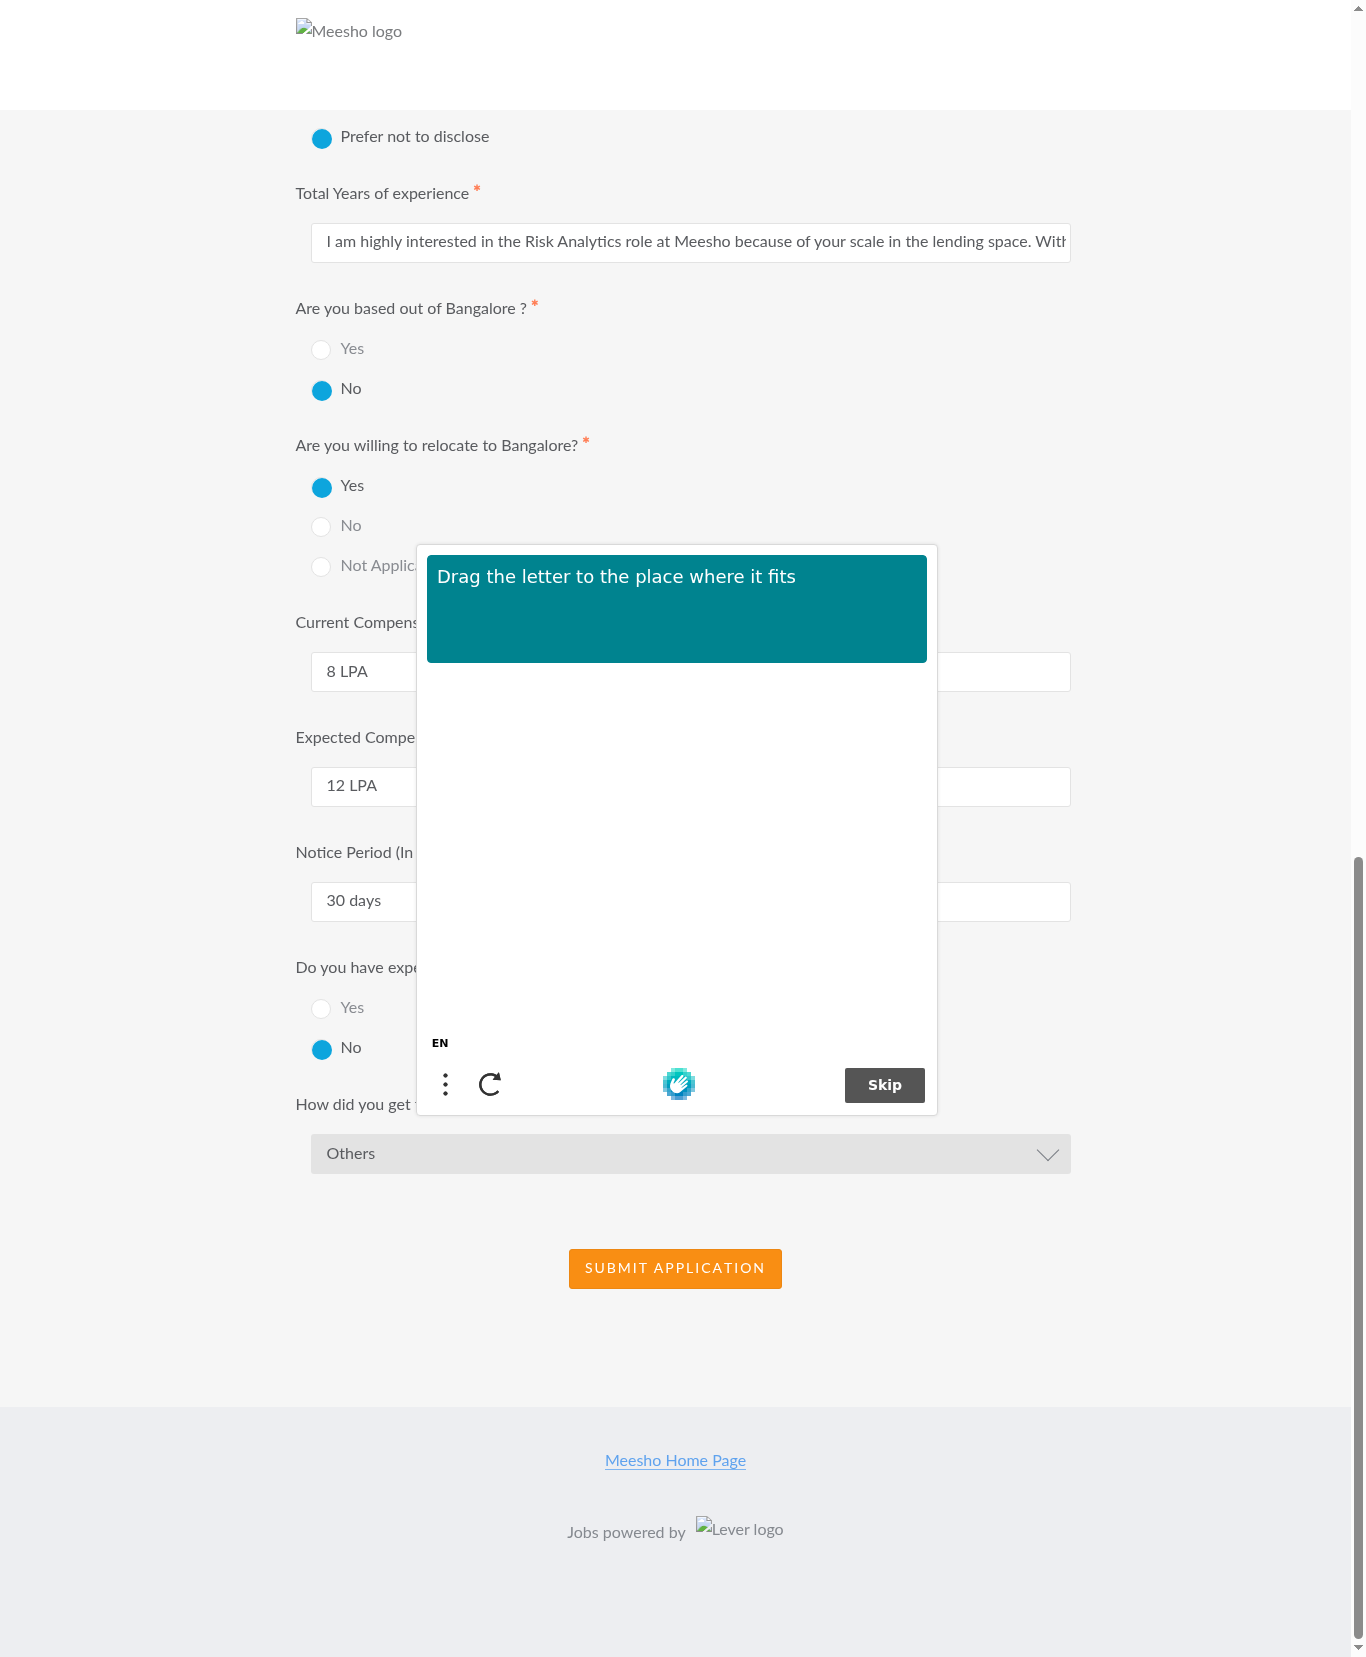 Meesho logo
Prefer not to disclose
Total Years of experience *
I am highly interested in the Risk Analytics role at Meesho because of your scale in the lending space. With
Are you based out of Bangalore ? *
Yes
No
Are you willing to relocate to Bangalore? *
Yes
No
Not
Drag the letter to the place where it fits
Current
8 LPA
Expected
12 LPA
Notice Period (In
30 days
Do you have
Yes
EN
No
Skip
How did you get
Others
SUBMIT APPLICATION
Meesho Home Page
Jobs powered by Lever logo